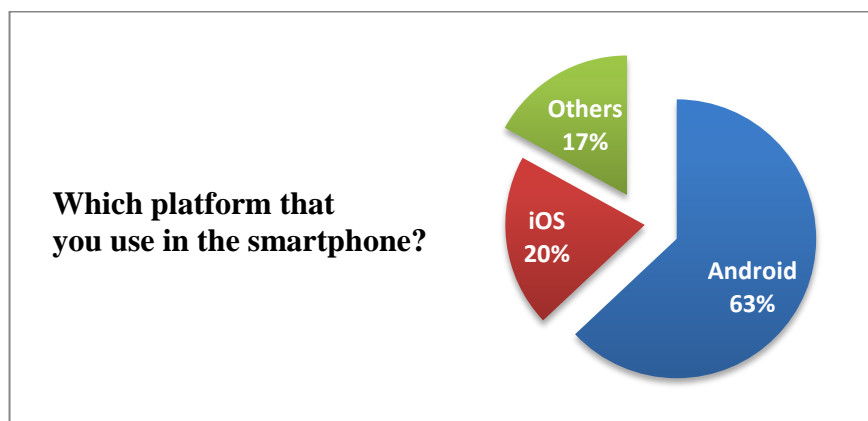 Which platform that
you use in the smartphone?
Others
17%
iOS
20%
Android
63%